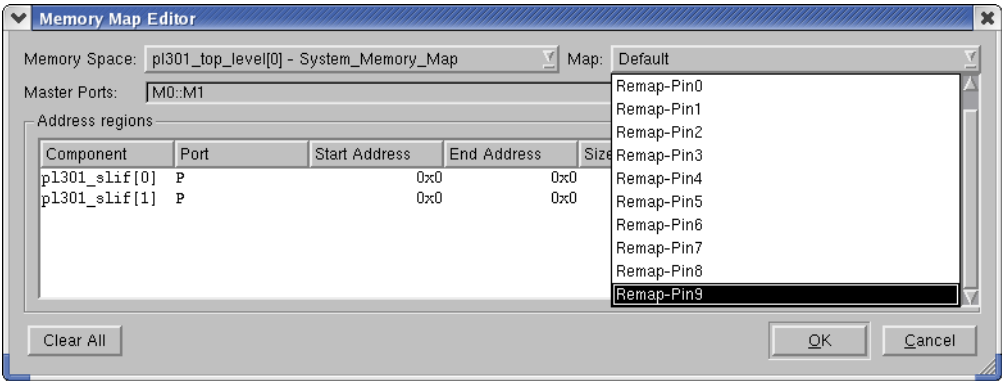 Memory Map Editor
Memory Space: pl301_top_level[0] - System_Memory_Map Map: Default
Master Ports: M0::M1
Address regions
Component Port Start Address End Address Size
pl301_slif[0] P 0x0 0x0
pl301_slif[1] P 0x0 0x0
Remap-Pin0
Remap-Pin1
Remap-Pin2
Remap-Pin3
Remap-Pin4
Remap-Pin5
Remap-Pin6
Remap-Pin7
Remap-Pin8
Remap-Pin9
Clear All OK Cancel